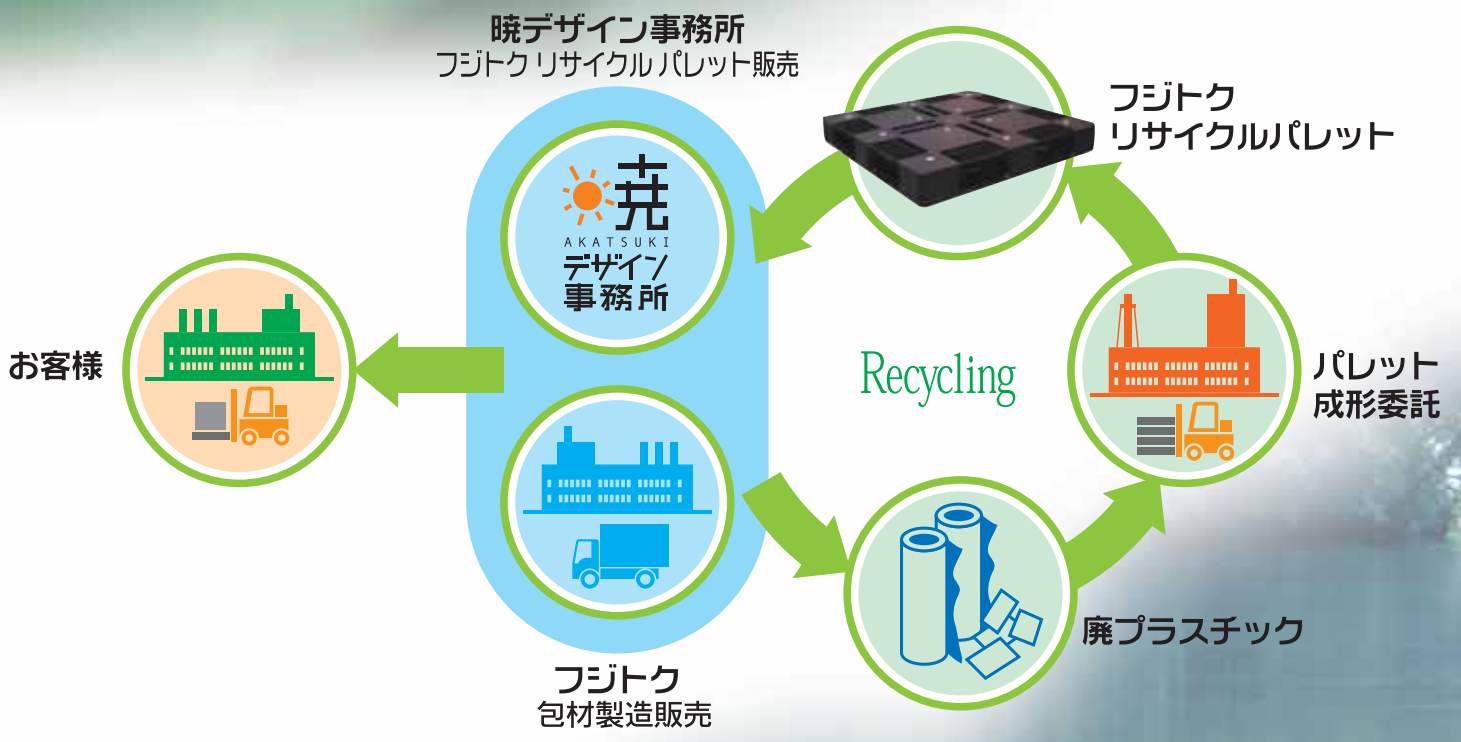 暁デザイン事務所
フジトク リサイクル パレット販売
フジトク
リサイクルパレット
暁
AKATSUKI
デザイン
事務所
お客様
Recycling
パレット
成形委託
廃プラスチック
フジトク
包材製造販売